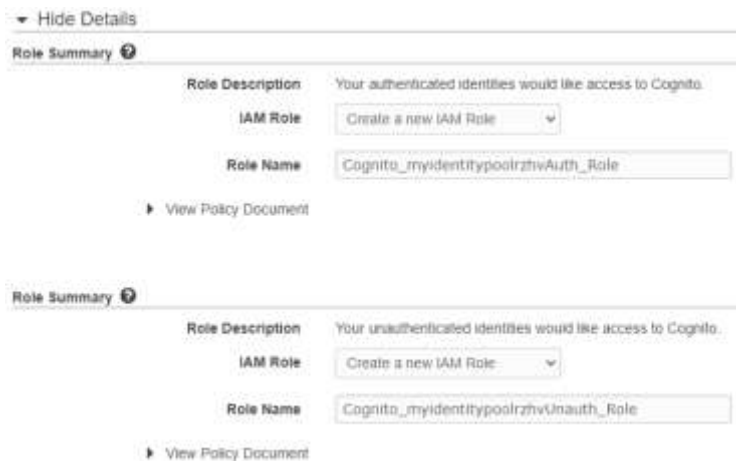 Hide Details
Role Summary
Role Description Your authenticated identities would like access to Cognito.
IAM Role Create a new IAM Role
Role Name Cognito_myidentitypoolrzhvAuth_Role
View Policy Document
Role Summary
Role Description Your unauthenticated identities would like access to Cognito.
IAM Role Create a new IAM Role
Role Name Cognito_myidentitypoolrzhvUnauth_Role
View Policy Document